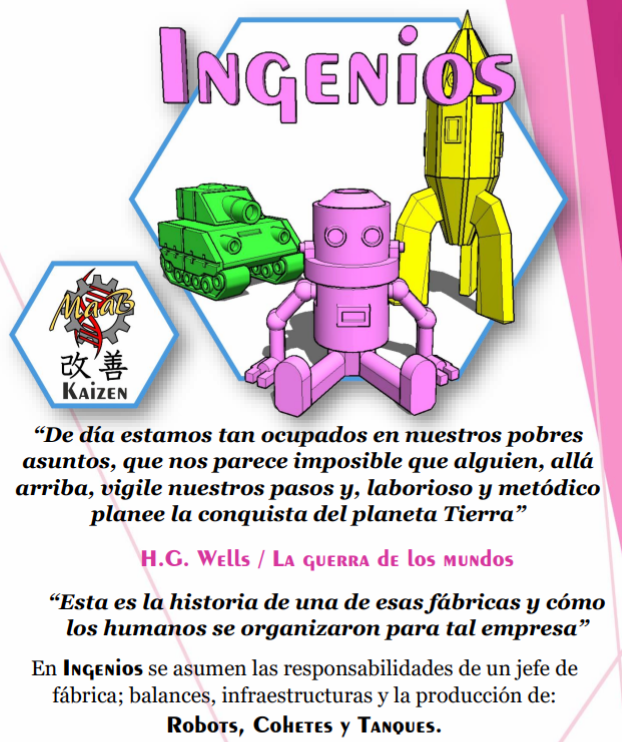 INGENiOS
MaaB
改善
KAIZEN
“De día estamos tan ocupados en nuestros pobres
asuntos, que nos parece imposible que alguien, allá
arriba, vigile nuestros pasos y, laborioso y metódico
planee la conquista del planeta Tierra”
H.G. Wells / La guerra de los mundos
“Esta es la historia de una de esas fábricas y cómo
los humanos se organizaron para tal empresa”
En Ingenios se asumen las responsabilidades de un jefe de
fábrica; balances, infraestructuras y la producción de:
Robots, Cohetes y Tanques.